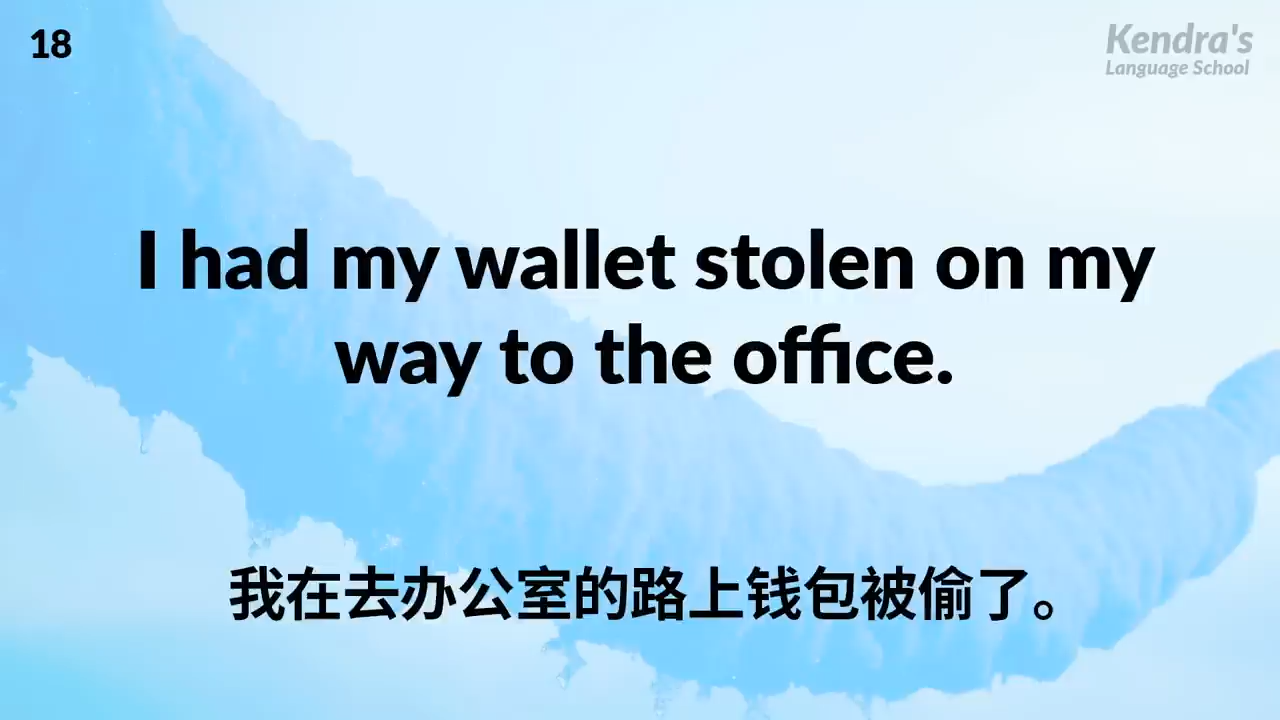 18
Kendra's
Language School
I had my wallet stolen on my
way to the office.
我在去办公室的路上钱包被偷了。